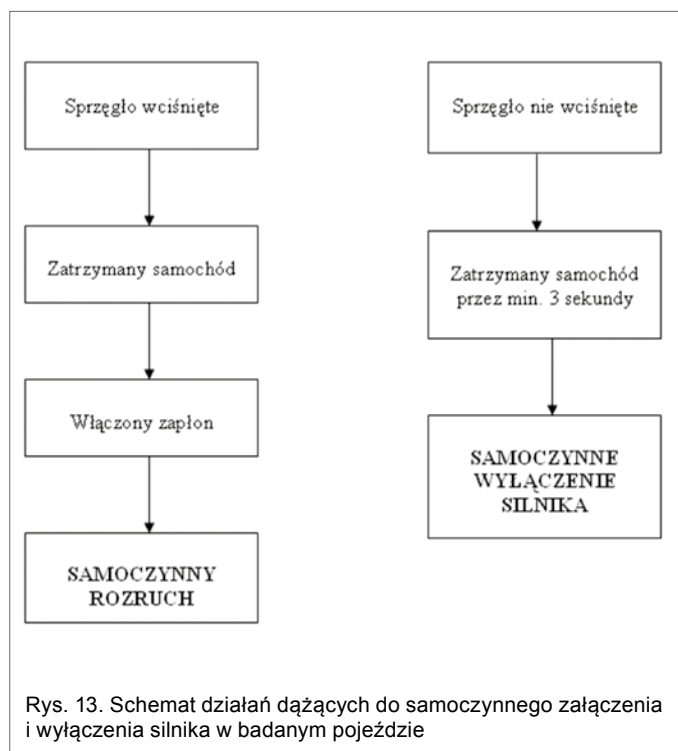 Sprzęgło wciśnięte
Zatrzymany samochód
Włączony zapłon
SAMOCZYNNY
ROZRUCH
Sprzęgło nie wciśnięte
Zatrzymany samochód
przez min. 3 sekundy
SAMOCZYNNE
WYŁĄCZENIE
SILNIKA
Rys. 13. Schemat działań dążących do samoczynnego załączenia
i wyłączenia silnika w badanym pojeździe